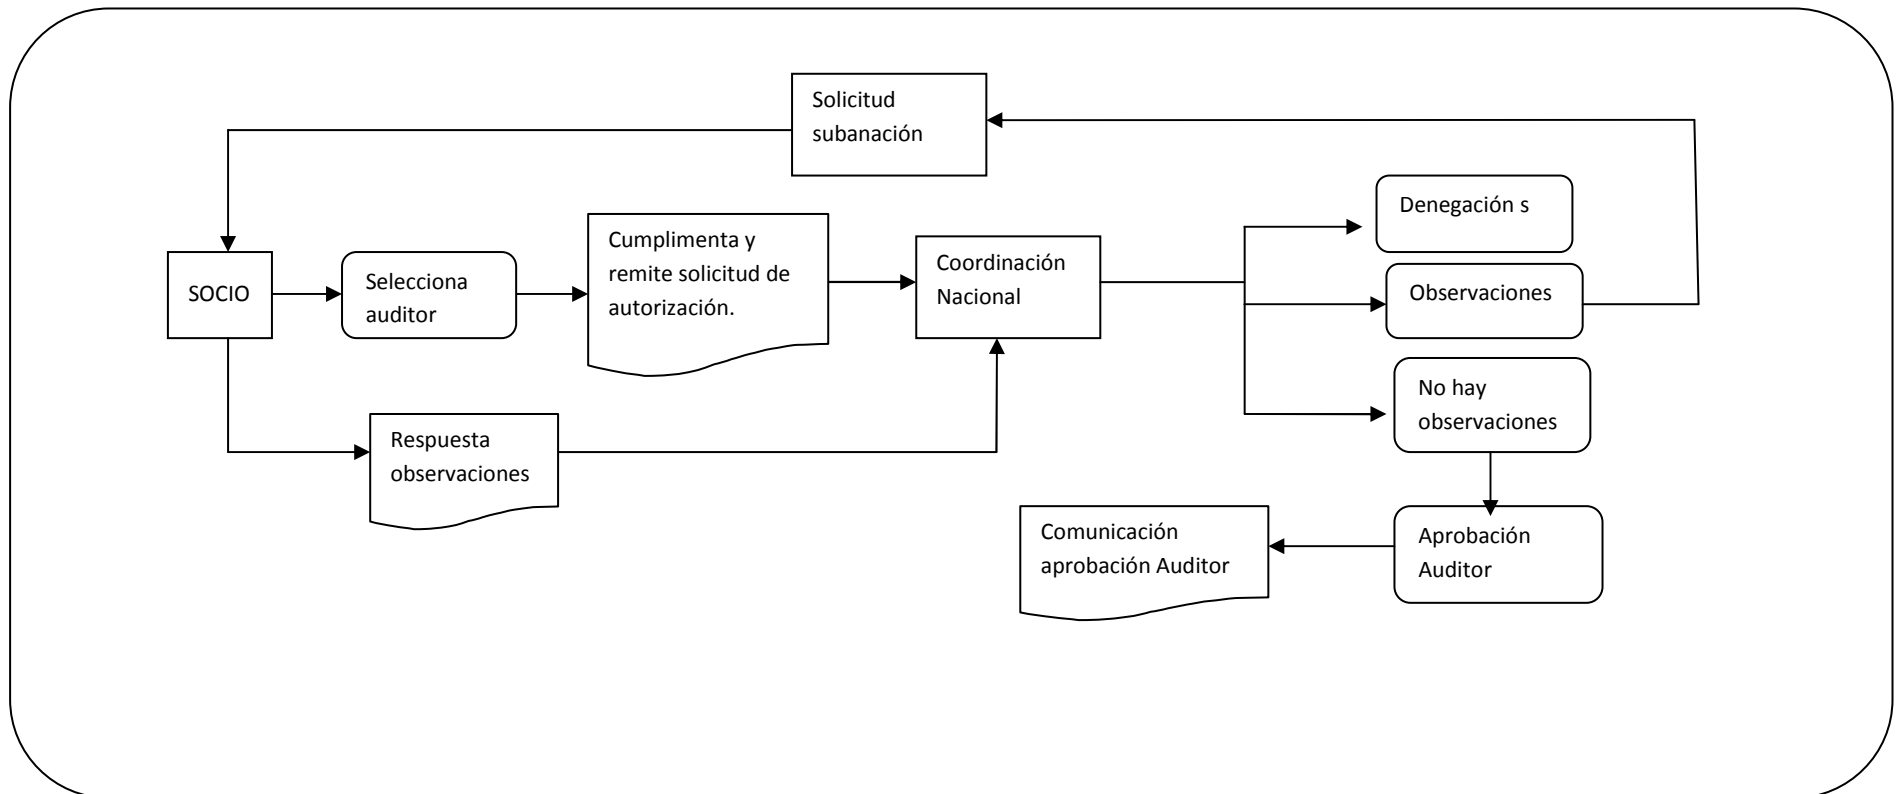 Solicitud
subanación
Denegación s
SOCIO
Selecciona
auditor
Cumplimenta y
remite solicitud de
autorización.
Coordinación
Nacional
Observaciones
No hay
observaciones
Respuesta
observaciones
Comunicación
aprobación Auditor
Aprobación
Auditor